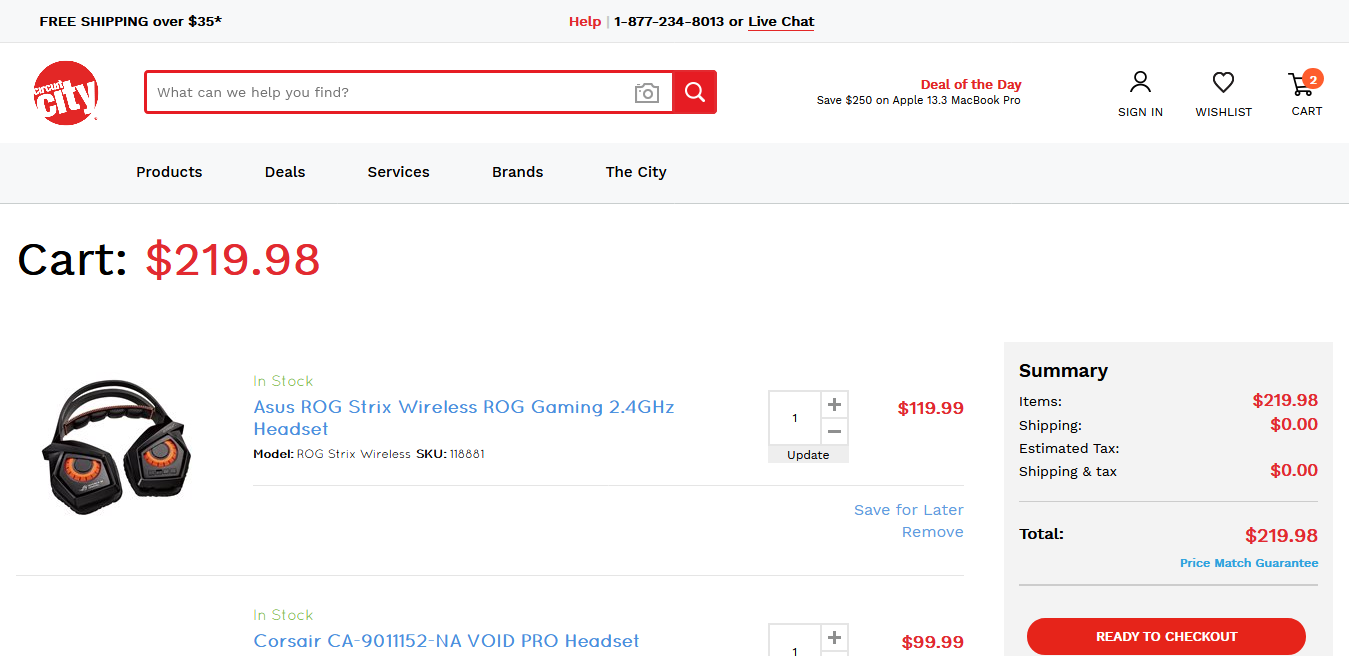 FREE SHIPPING over $35*
Help | 1-877-234-8013 or Live Chat
circuit
city
What can we help you find?
Deal of the Day
Save $250 on Apple 13.3 MacBook Pro
SIGN IN
WISHLIST
2
CART
Products
Deals
Services
Brands
The City
Cart: $219.98
In Stock
Asus ROG Strix Wireless ROG Gaming 2.4GHz
Headset
Model: ROG Strix Wireless SKU: 118881
1
+
−
Update
$119.99
Save for Later
Remove
In Stock
Corsair CA-9011152-NA VOID PRO Headset
1
+
$99.99
Summary
Items: $219.98
Shipping: $0.00
Estimated Tax:
Shipping & tax $0.00
Total: $219.98
Price Match Guarantee
READY TO CHECKOUT